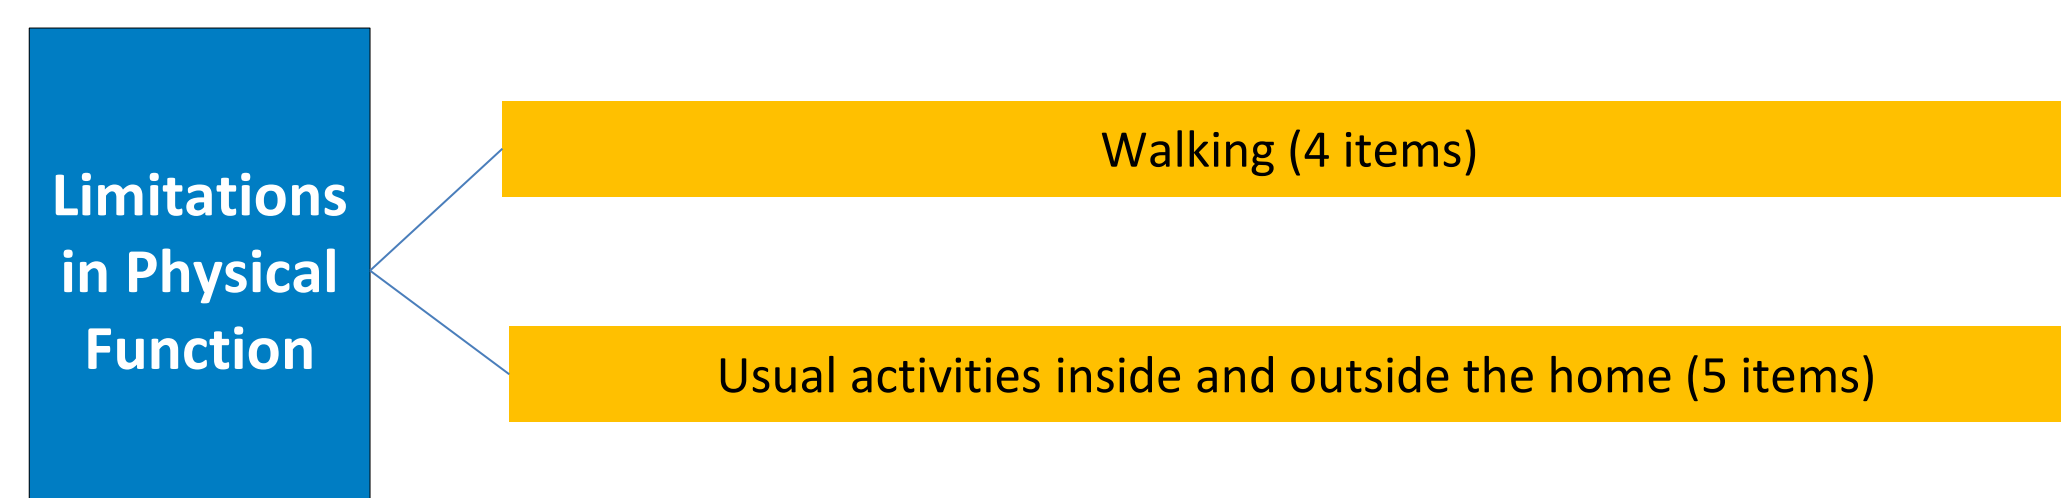 Limitations
in Physical
Function
Walking (4 items)
Usual activities inside and outside the home (5 items)